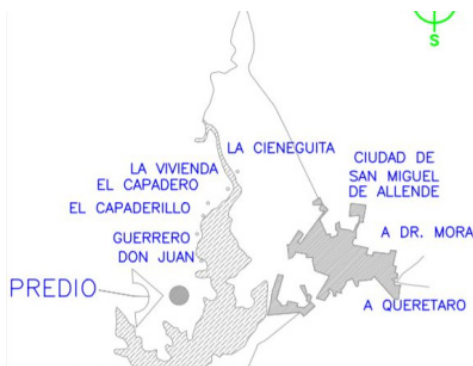 S
LA CIENEGUITA
LA VIVIENDA
EL CAPADERO
EL CAPADERILLO
GUERRERO
DON JUAN
PREDIO
CIUDAD DE
SAN MIGUEL
DE ALLENDE
A DR. MORA
A QUERETARO